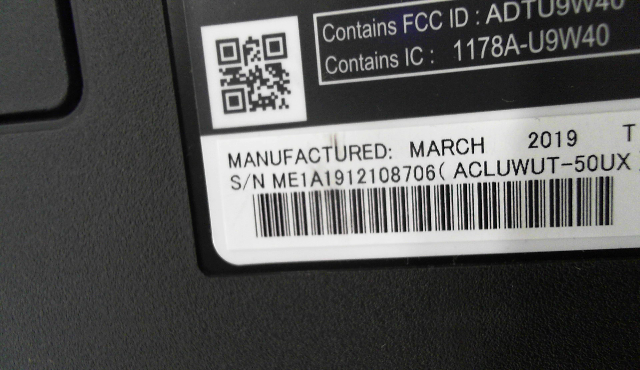 Contains FCC ID : ADTU9W40
Contains IC : 1178A-U9W40
MANUFACTURED: MARCH 2019 T
S/N ME1A1912108706( ACLUWUT-50UX